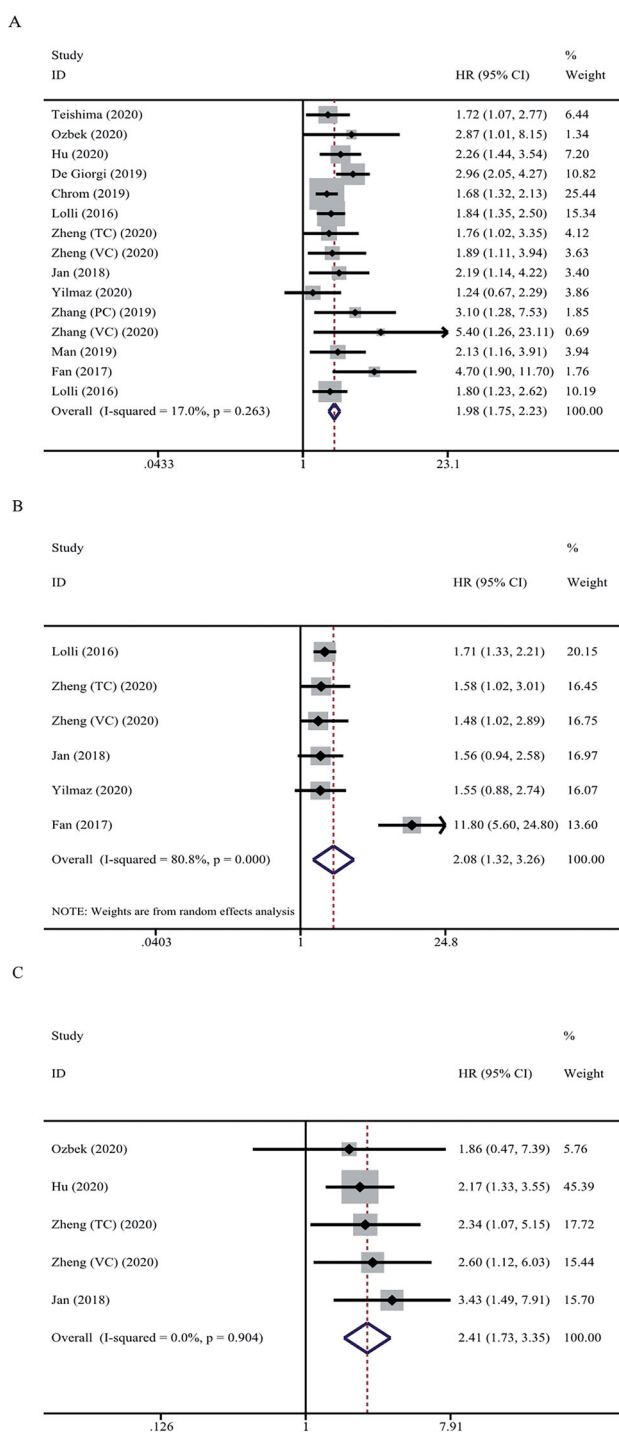 A
Study %
ID HR (95% CI) Weight
Teishima (2020) 1.72 (1.07, 2.77) 6.44
Ozbek (2020) 2.87 (1.01, 8.15) 1.34
Hu (2020) 2.26 (1.44, 3.54) 7.20
De Giorgi (2019) 2.96 (2.05, 4.27) 10.82
Chrom (2019) 1.68 (1.32, 2.13) 25.44
Lolli (2016) 1.84 (1.35, 2.50) 15.34
Zheng (TC) (2020) 1.76 (1.02, 3.35) 4.12
Zheng (VC) (2020) 1.89 (1.11, 3.94) 3.63
Jan (2018) 2.19 (1.14, 4.22) 3.40
Yilmaz (2020) 1.24 (0.67, 2.29) 3.86
Zhang (PC) (2019) 3.10 (1.28, 7.53) 1.85
Zhang (VC) (2020) 5.40 (1.26, 23.11) 0.69
Man (2019) 2.13 (1.16, 3.91) 3.94
Fan (2017) 4.70 (1.90, 11.70) 1.76
Lolli (2016) 1.80 (1.23, 2.62) 10.19
Overall (I-squared = 17.0%, p = 0.263) 1.98 (1.75, 2.23) 100.00
.0433 1 23.1
B
Study %
ID HR (95% CI) Weight
Lolli (2016) 1.71 (1.33, 2.21) 20.15
Zheng (TC) (2020) 1.58 (1.02, 3.01) 16.45
Zheng (VC) (2020) 1.48 (1.02, 2.89) 16.75
Jan (2018) 1.56 (0.94, 2.58) 16.97
Yilmaz (2020) 1.55 (0.88, 2.74) 16.07
Fan (2017) 11.80 (5.60, 24.80) 13.60
Overall (I-squared = 80.8%, p = 0.000) 2.08 (1.32, 3.26) 100.00
NOTE: Weights are from random effects analysis
.0403 1 24.8
C
Study %
ID HR (95% CI) Weight
Ozbek (2020) 1.86 (0.47, 7.39) 5.76
Hu (2020) 2.17 (1.33, 3.55) 45.39
Zheng (TC) (2020) 2.34 (1.07, 5.15) 17.72
Zheng (VC) (2020) 2.60 (1.12, 6.03) 15.44
Jan (2018) 3.43 (1.49, 7.91) 15.70
Overall (I-squared = 0.0%, p = 0.904) 2.41 (1.73, 3.35) 100.00
.126 1 7.91